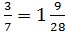 3/7 = 1 9/28